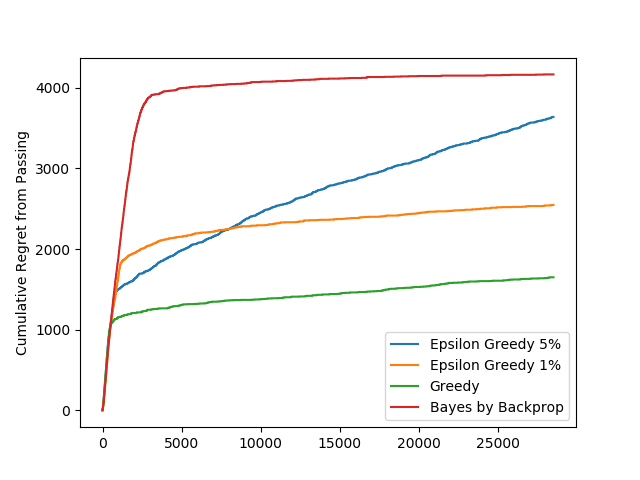 4000
3000
2000
1000
0
Cumulative Regret from Passing
0
5000
10000
15000
20000
25000
Epsilon Greedy 5%
Epsilon Greedy 1%
Greedy
Bayes by Backprop